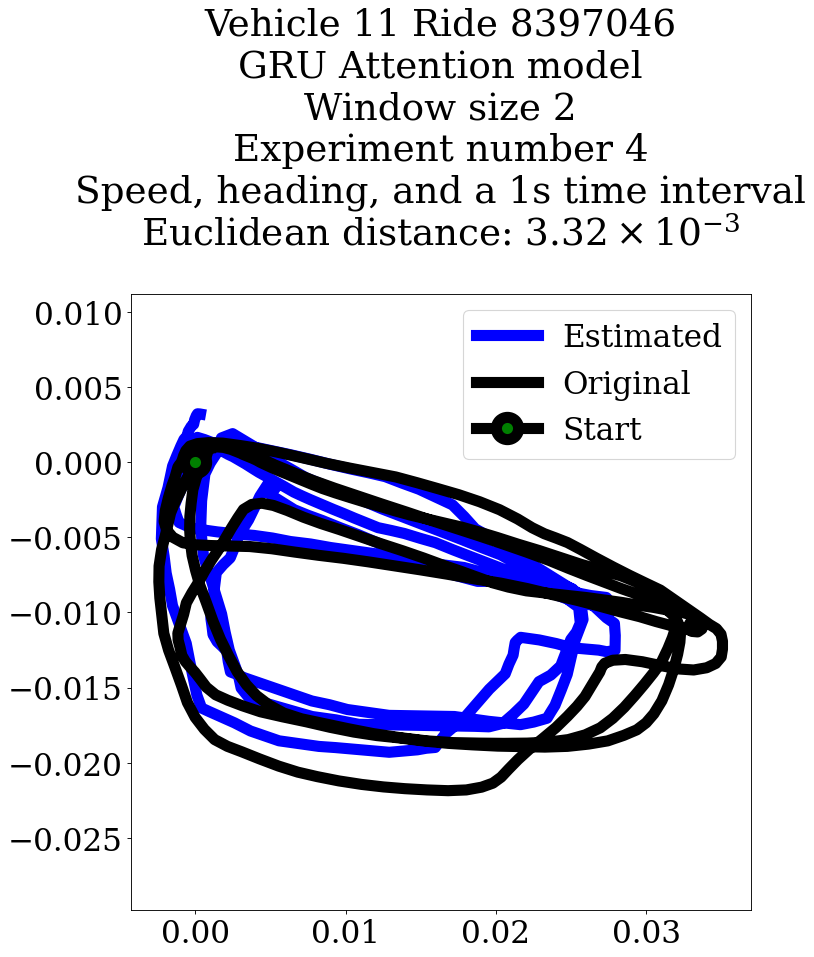 Vehicle 11 Ride 8397046
GRU Attention model
Window size 2
Experiment number 4
Speed, heading, and a 1s time interval
Euclidean distance: 3.32 × 10⁻³
Estimated
Original
Start
0.010
0.005
0.000
−0.005
−0.010
−0.015
−0.020
−0.025
0.00 0.01 0.02 0.03